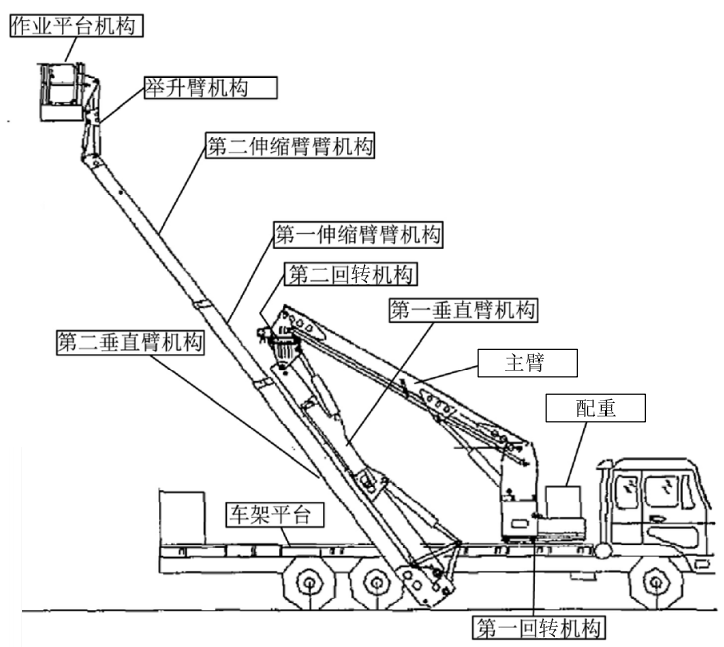 作业平台机构
举升臂机构
第二伸缩臂臂机构
第一伸缩臂臂机构
第二回转机构
第一垂直臂机构
第二垂直臂机构
主臂
配重
车架平台
第一回转机构